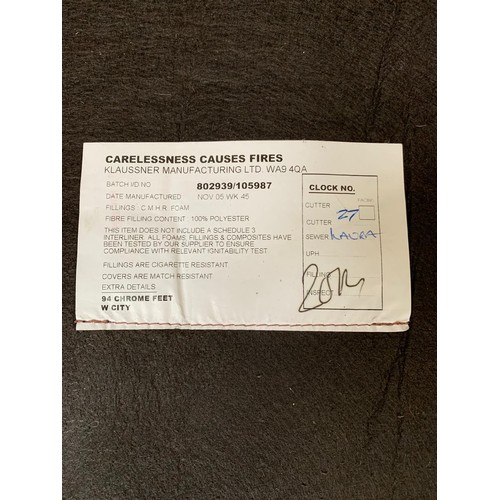 CARELESSNESS CAUSES FIRES
KLAUSSNER MANUFACTURING LTD. WA9 4QA
BATCH I/D NO 802939/105987
DATE MANUFACTURED NOV 05 WK 45
FILLINGS : C.M.H.R. FOAM
FIBRE FILLING CONTENT 100% POLYESTER
THIS ITEM DOES NOT INCLUDE A SCHEDULE 3
INTERLINER. ALL FOAMS, FILLINGS & COMPOSITES HAVE
BEEN TESTED BY OUR SUPPLIER TO ENSURE
COMPLIANCE WITH RELEVANT IGNITABILITY TEST.
FILLINGS ARE CIGARETTE RESISTANT.
COVERS ARE MATCH RESISTANT
EXTRA DETAILS
94 CHROME FEET
W CITY
CLOCK NO.
CUTTER
CUTTER 27
SEWER LAURA
UPH
FILLING
INSPECT